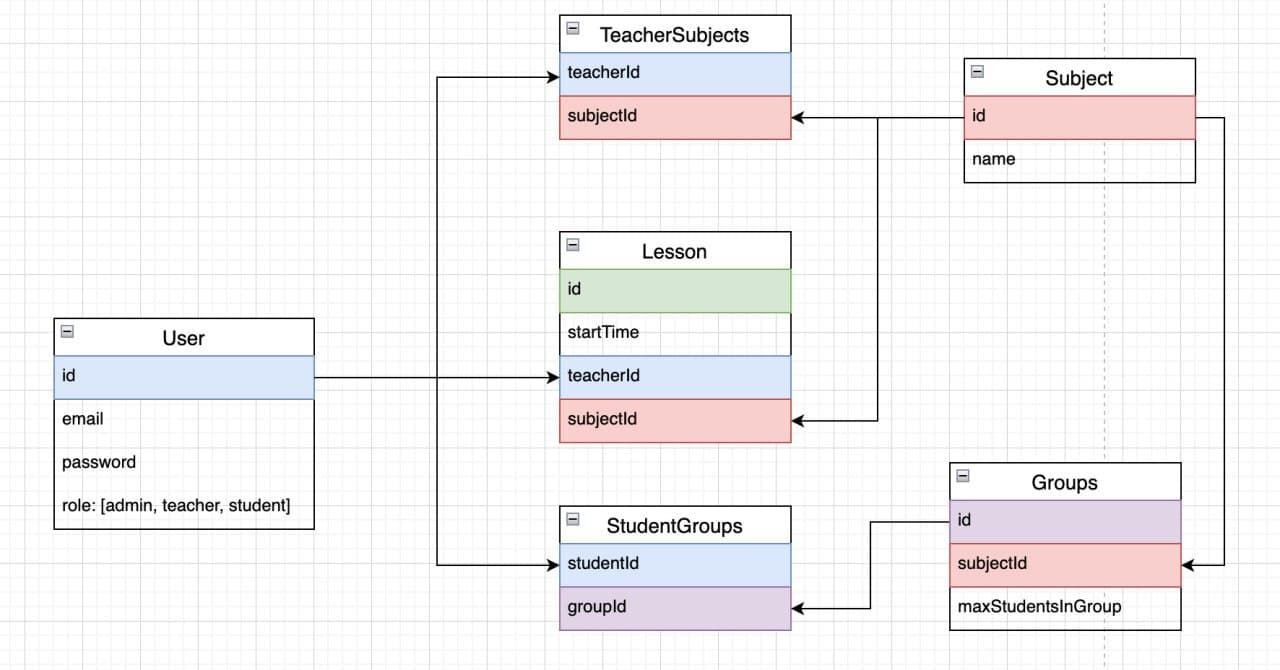 TeacherSubjects
teacherId
subjectId
Subject
id
name
Lesson
id
startTime
teacherId
subjectId
User
id
email
password
role: [admin, teacher, student]
StudentGroups
studentId
groupId
Groups
id
subjectId
maxStudentsInGroup